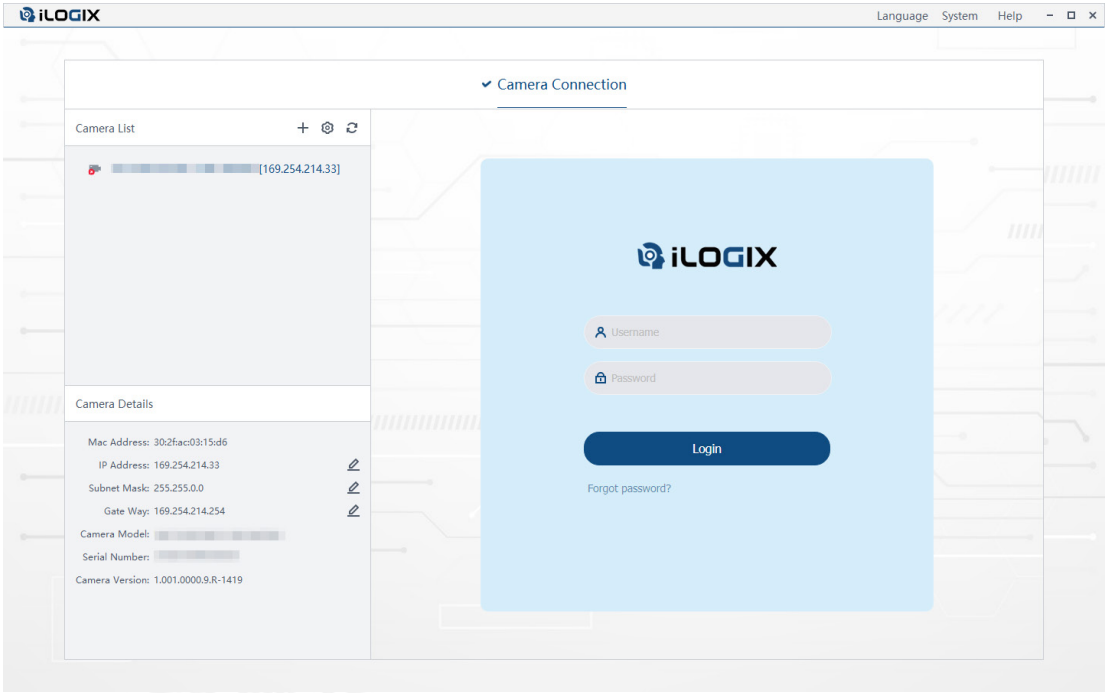 iLOGIX
Language System Help
Camera Connection
Camera List
[169.254.214.33]
iLOGIX
Username
Password
Login
Forgot password?
Camera Details
Mac Address: 30:2f:ac:03:15:d6
IP Address: 169.254.214.33
Subnet Mask: 255.255.0.0
Gate Way: 169.254.214.254
Camera Model:
Serial Number:
Camera Version: 1.001.0000.9.R-1419